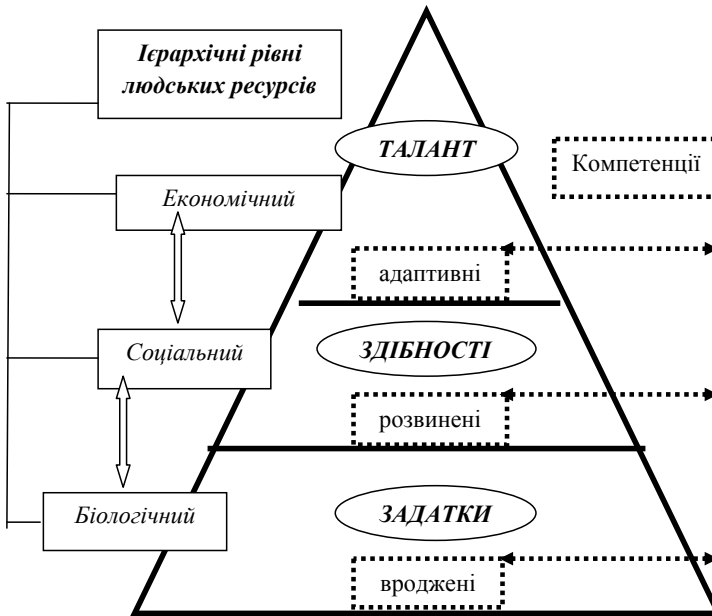 Ієрархічні рівні
людських ресурсів
ТАЛАНТ
Компетенції
Економічний
адаптивні
Соціальний
ЗДІБНОСТІ
розвинені
Біологічний
ЗАДАТКИ
вроджені